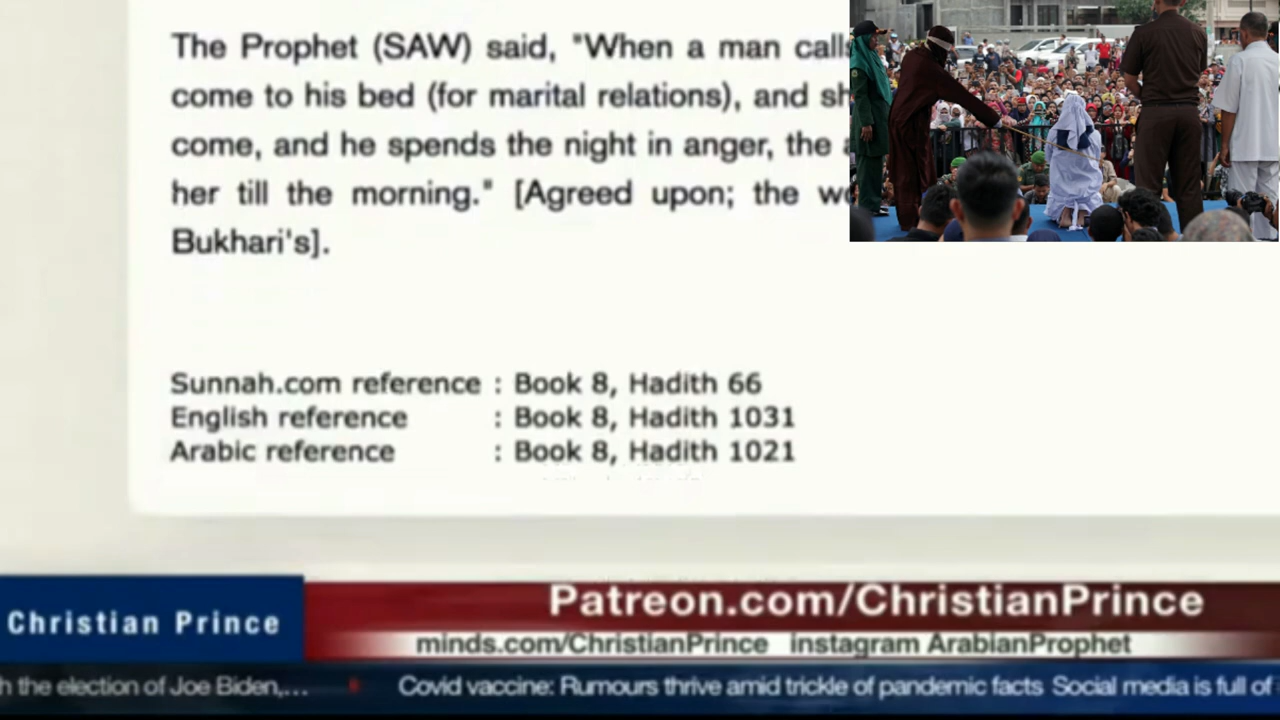 The Prophet (SAW) said, "When a man calls
come to his bed (for marital relations), and sh
come, and he spends the night in anger, the a
her till the morning." [Agreed upon; the wo
Bukhari's].
Sunnah.com reference : Book 8, Hadith 66
English reference : Book 8, Hadith 1031
Arabic reference : Book 8, Hadith 1021
Christian Prince
Patreon.com/ChristianPrince
minds.com/ChristianPrince instagram ArabianProphet
h the election of Joe Biden,... Covid vaccine: Rumours thrive amid trickle of pandemic facts Social media is full of